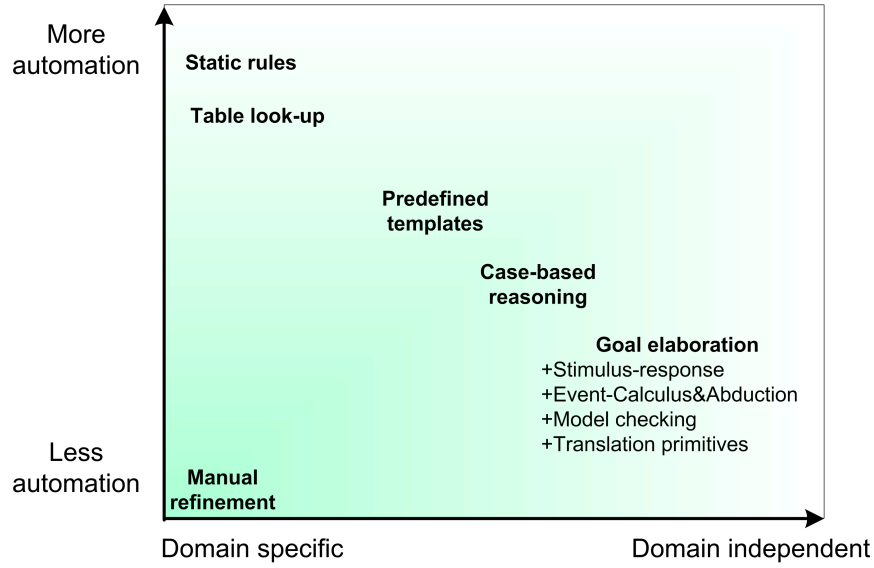 More
automation
Static rules
Table look-up
Predefined
templates
Case-based
reasoning
Goal elaboration
+Stimulus-response
+Event-Calculus&Abduction
+Model checking
+Translation primitives
Less
automation
Manual
refinement
Domain specific
Domain independent